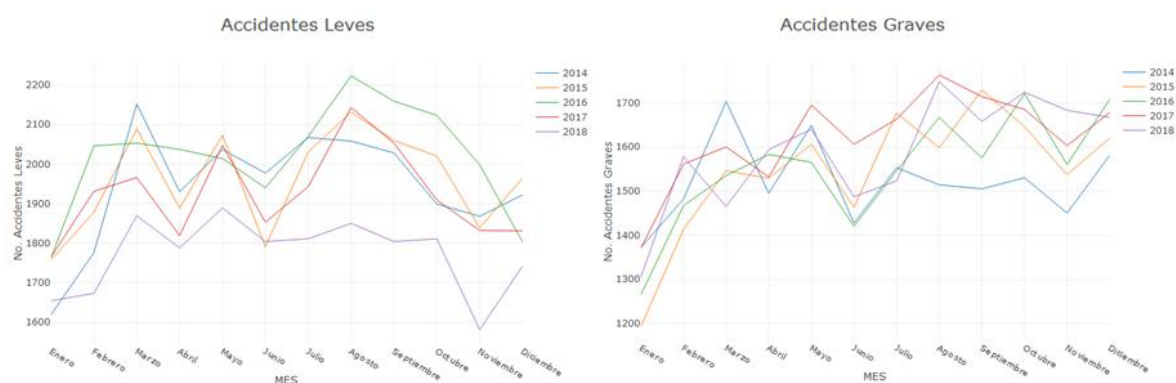 Accidentes Leves
No. Accidentes Leves
2200
2100
2000
1900
1800
1700
1600
Enero
Febrero
Marzo
Abril
Mayo
Junio
Julio
Agosto
Septiembre
Octubre
Noviembre
Diciembre
MES
2014
2015
2016
2017
2018
Accidentes Graves
No. Accidentes Graves
1700
1600
1500
1400
1300
1200
Enero
Febrero
Marzo
Abril
Mayo
Junio
Julio
Agosto
Septiembre
Octubre
Noviembre
Diciembre
MES
2014
2015
2016
2017
2018